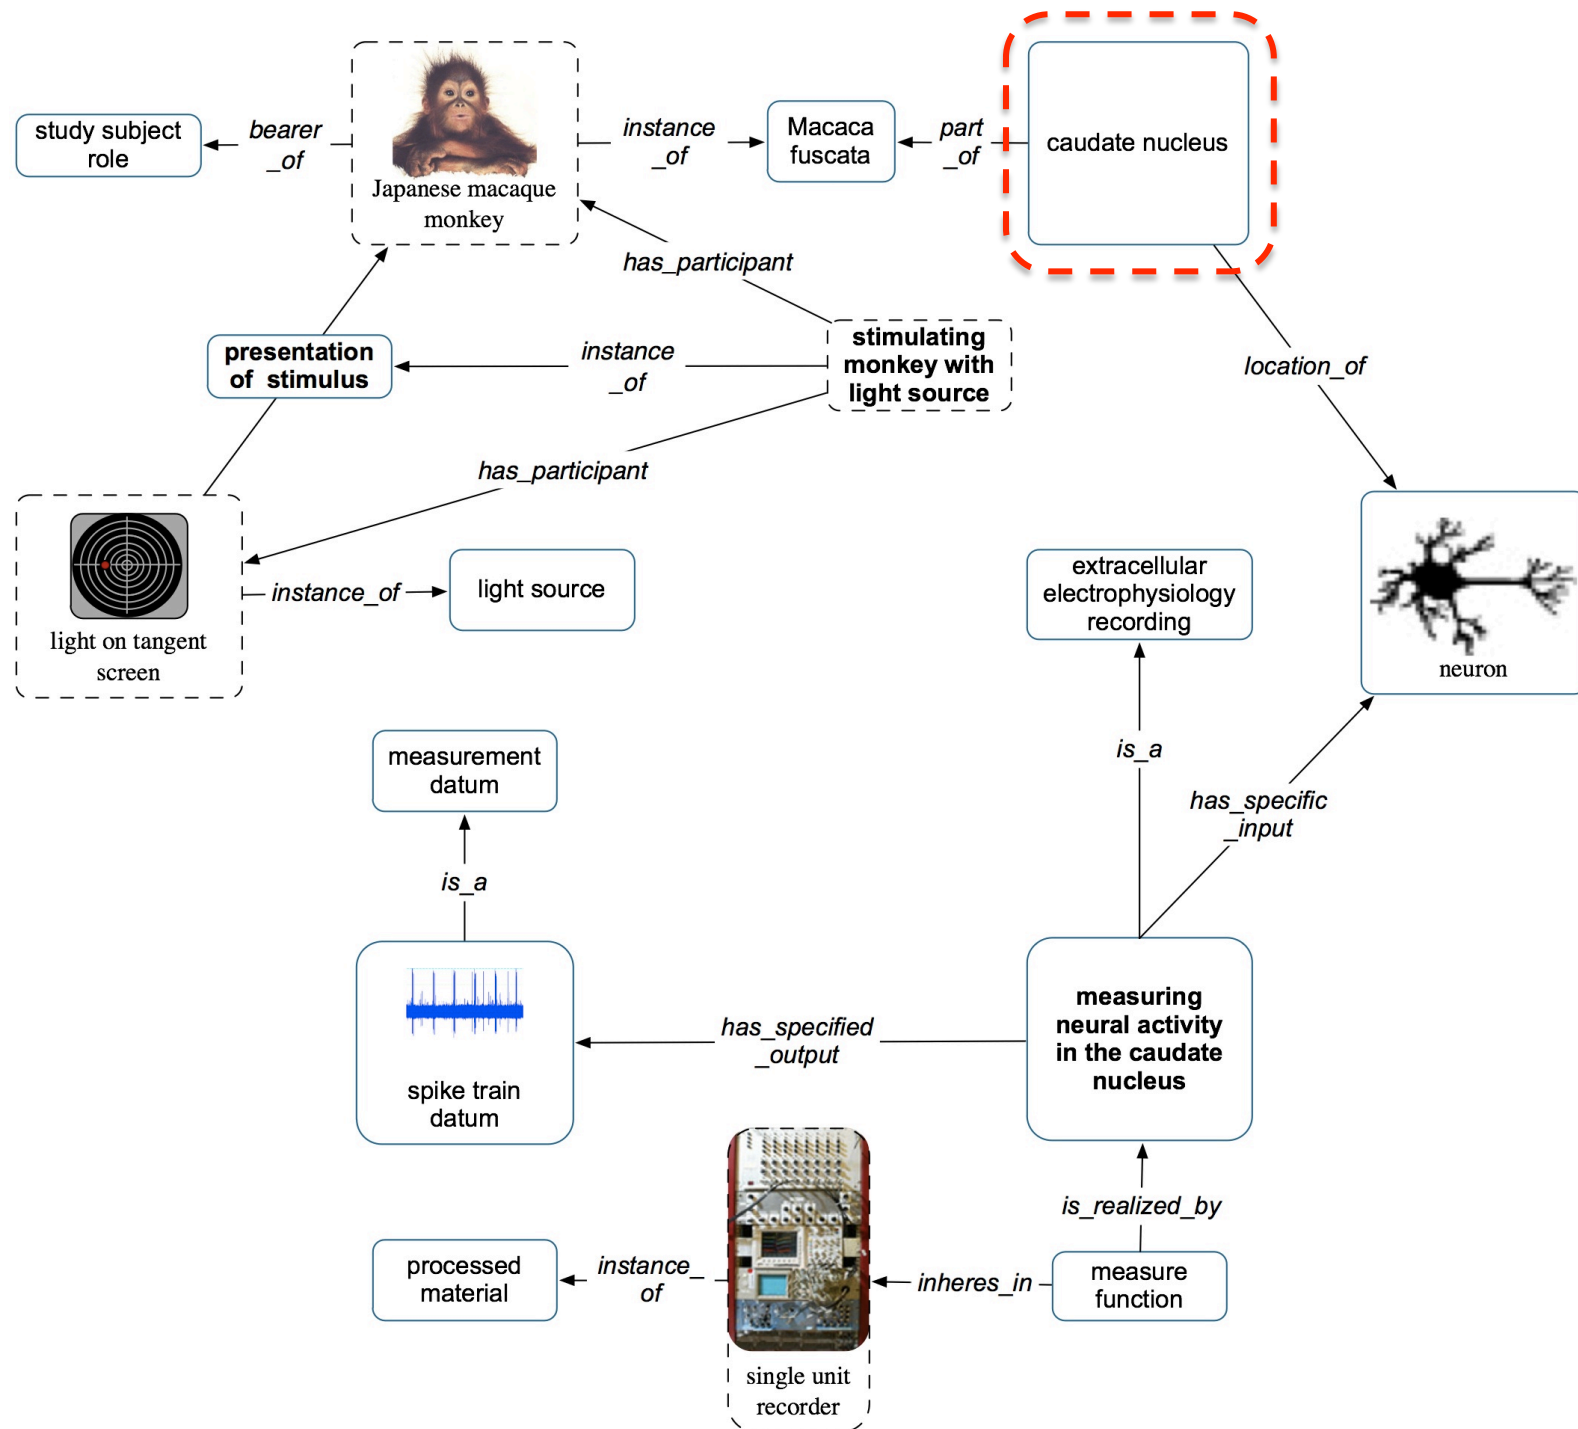 study subject
role
bearer
_of
Japanese macaque
monkey
instance
_of
Macaca
fuscata
part
_of
caudate nucleus
has_participant
presentation
of stimulus
instance
_of
stimulating
monkey with
light source
location_of
has_participant
light on tangent
screen
instance_of
light source
extracellular
electrophysiology
recording
neuron
measurement
datum
is_a
is_a
has_specific
_input
spike train
datum
has_specified
_output
measuring
neural activity
in the caudate
nucleus
is_realized_by
processed
material
instance_
of
single unit
recorder
inheres_in
measure
function